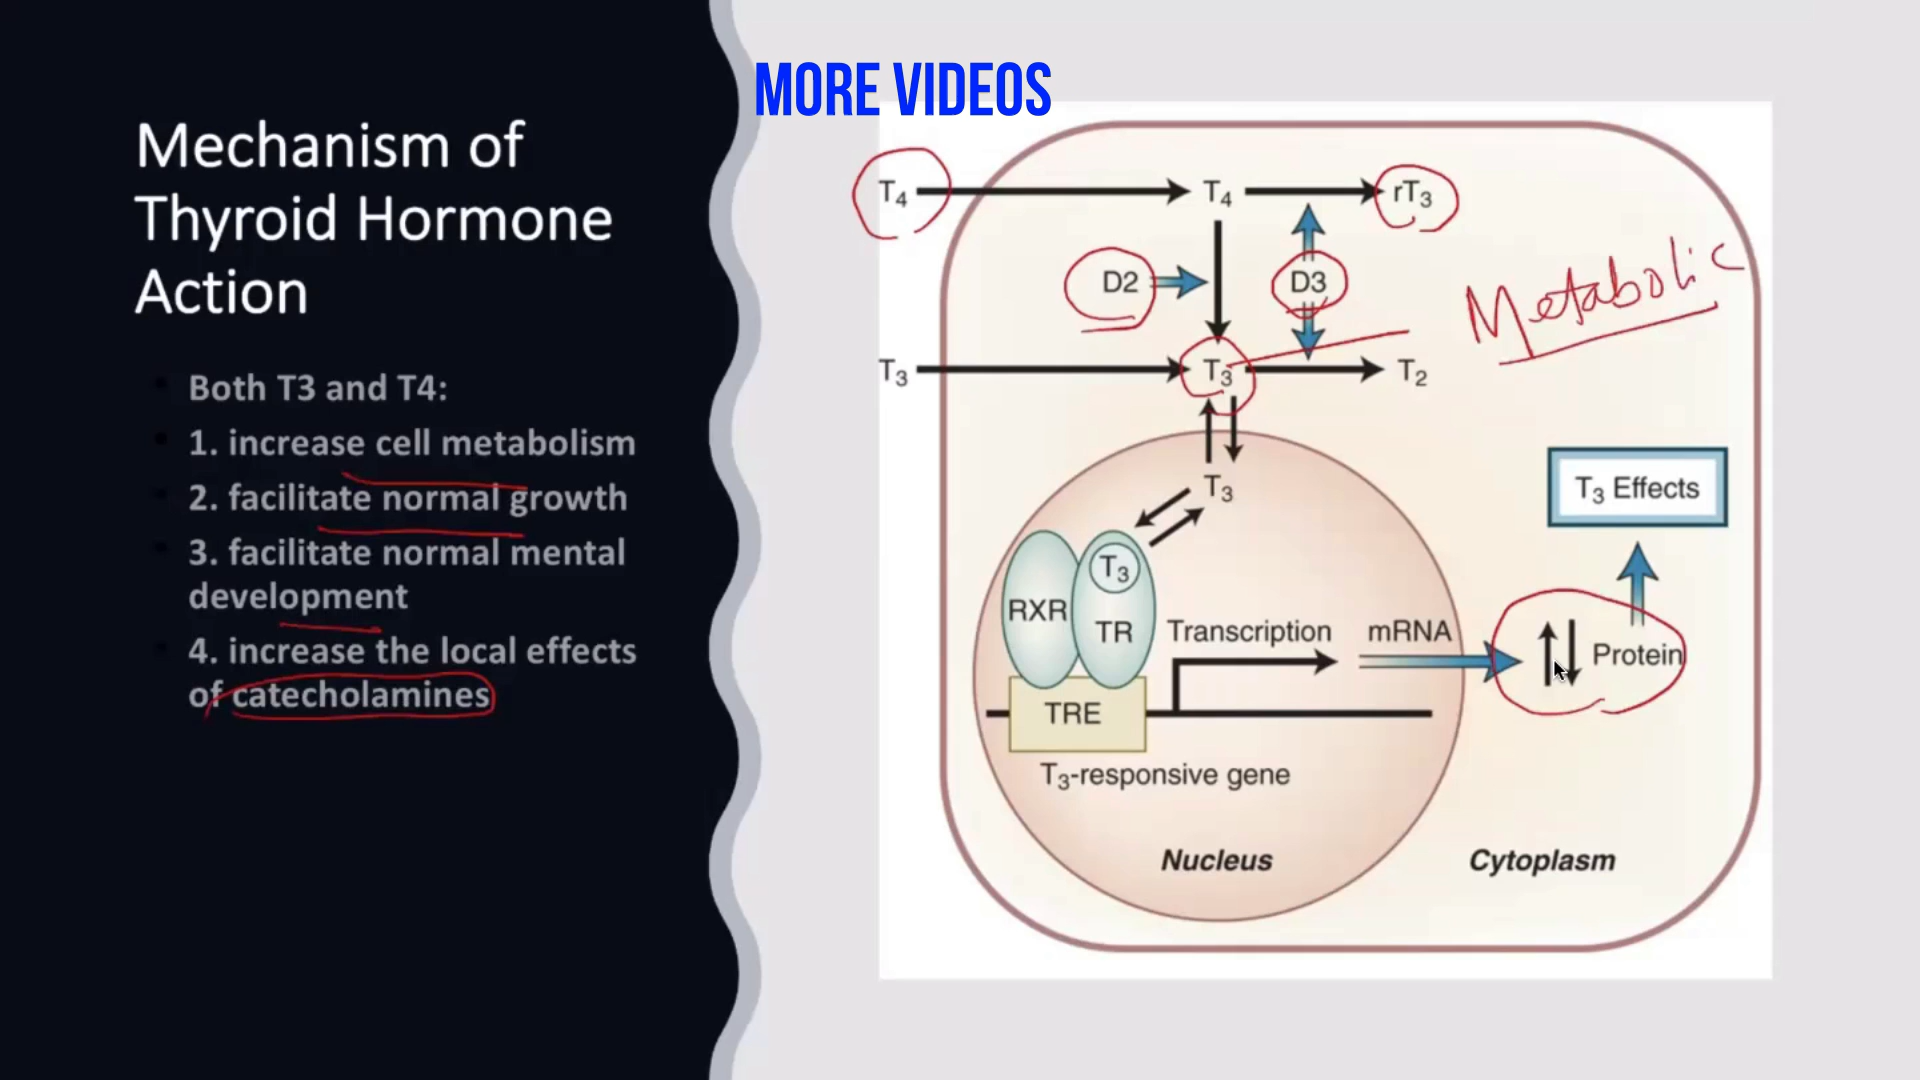 MORE VIDEOS
Mechanism of
Thyroid Hormone
Action
Both T3 and T4:
1. increase cell metabolism
2. facilitate normal growth
3. facilitate normal mental
development
4. increase the local effects
of catecholamines
T₄ T₄ rT₃
D2 D3
Metabolic
T₃ T₃ T₂
T₃
T₃ Effects
T₃
RXR TR
Transcription mRNA
Protein
TRE
T₃-responsive gene
Nucleus Cytoplasm